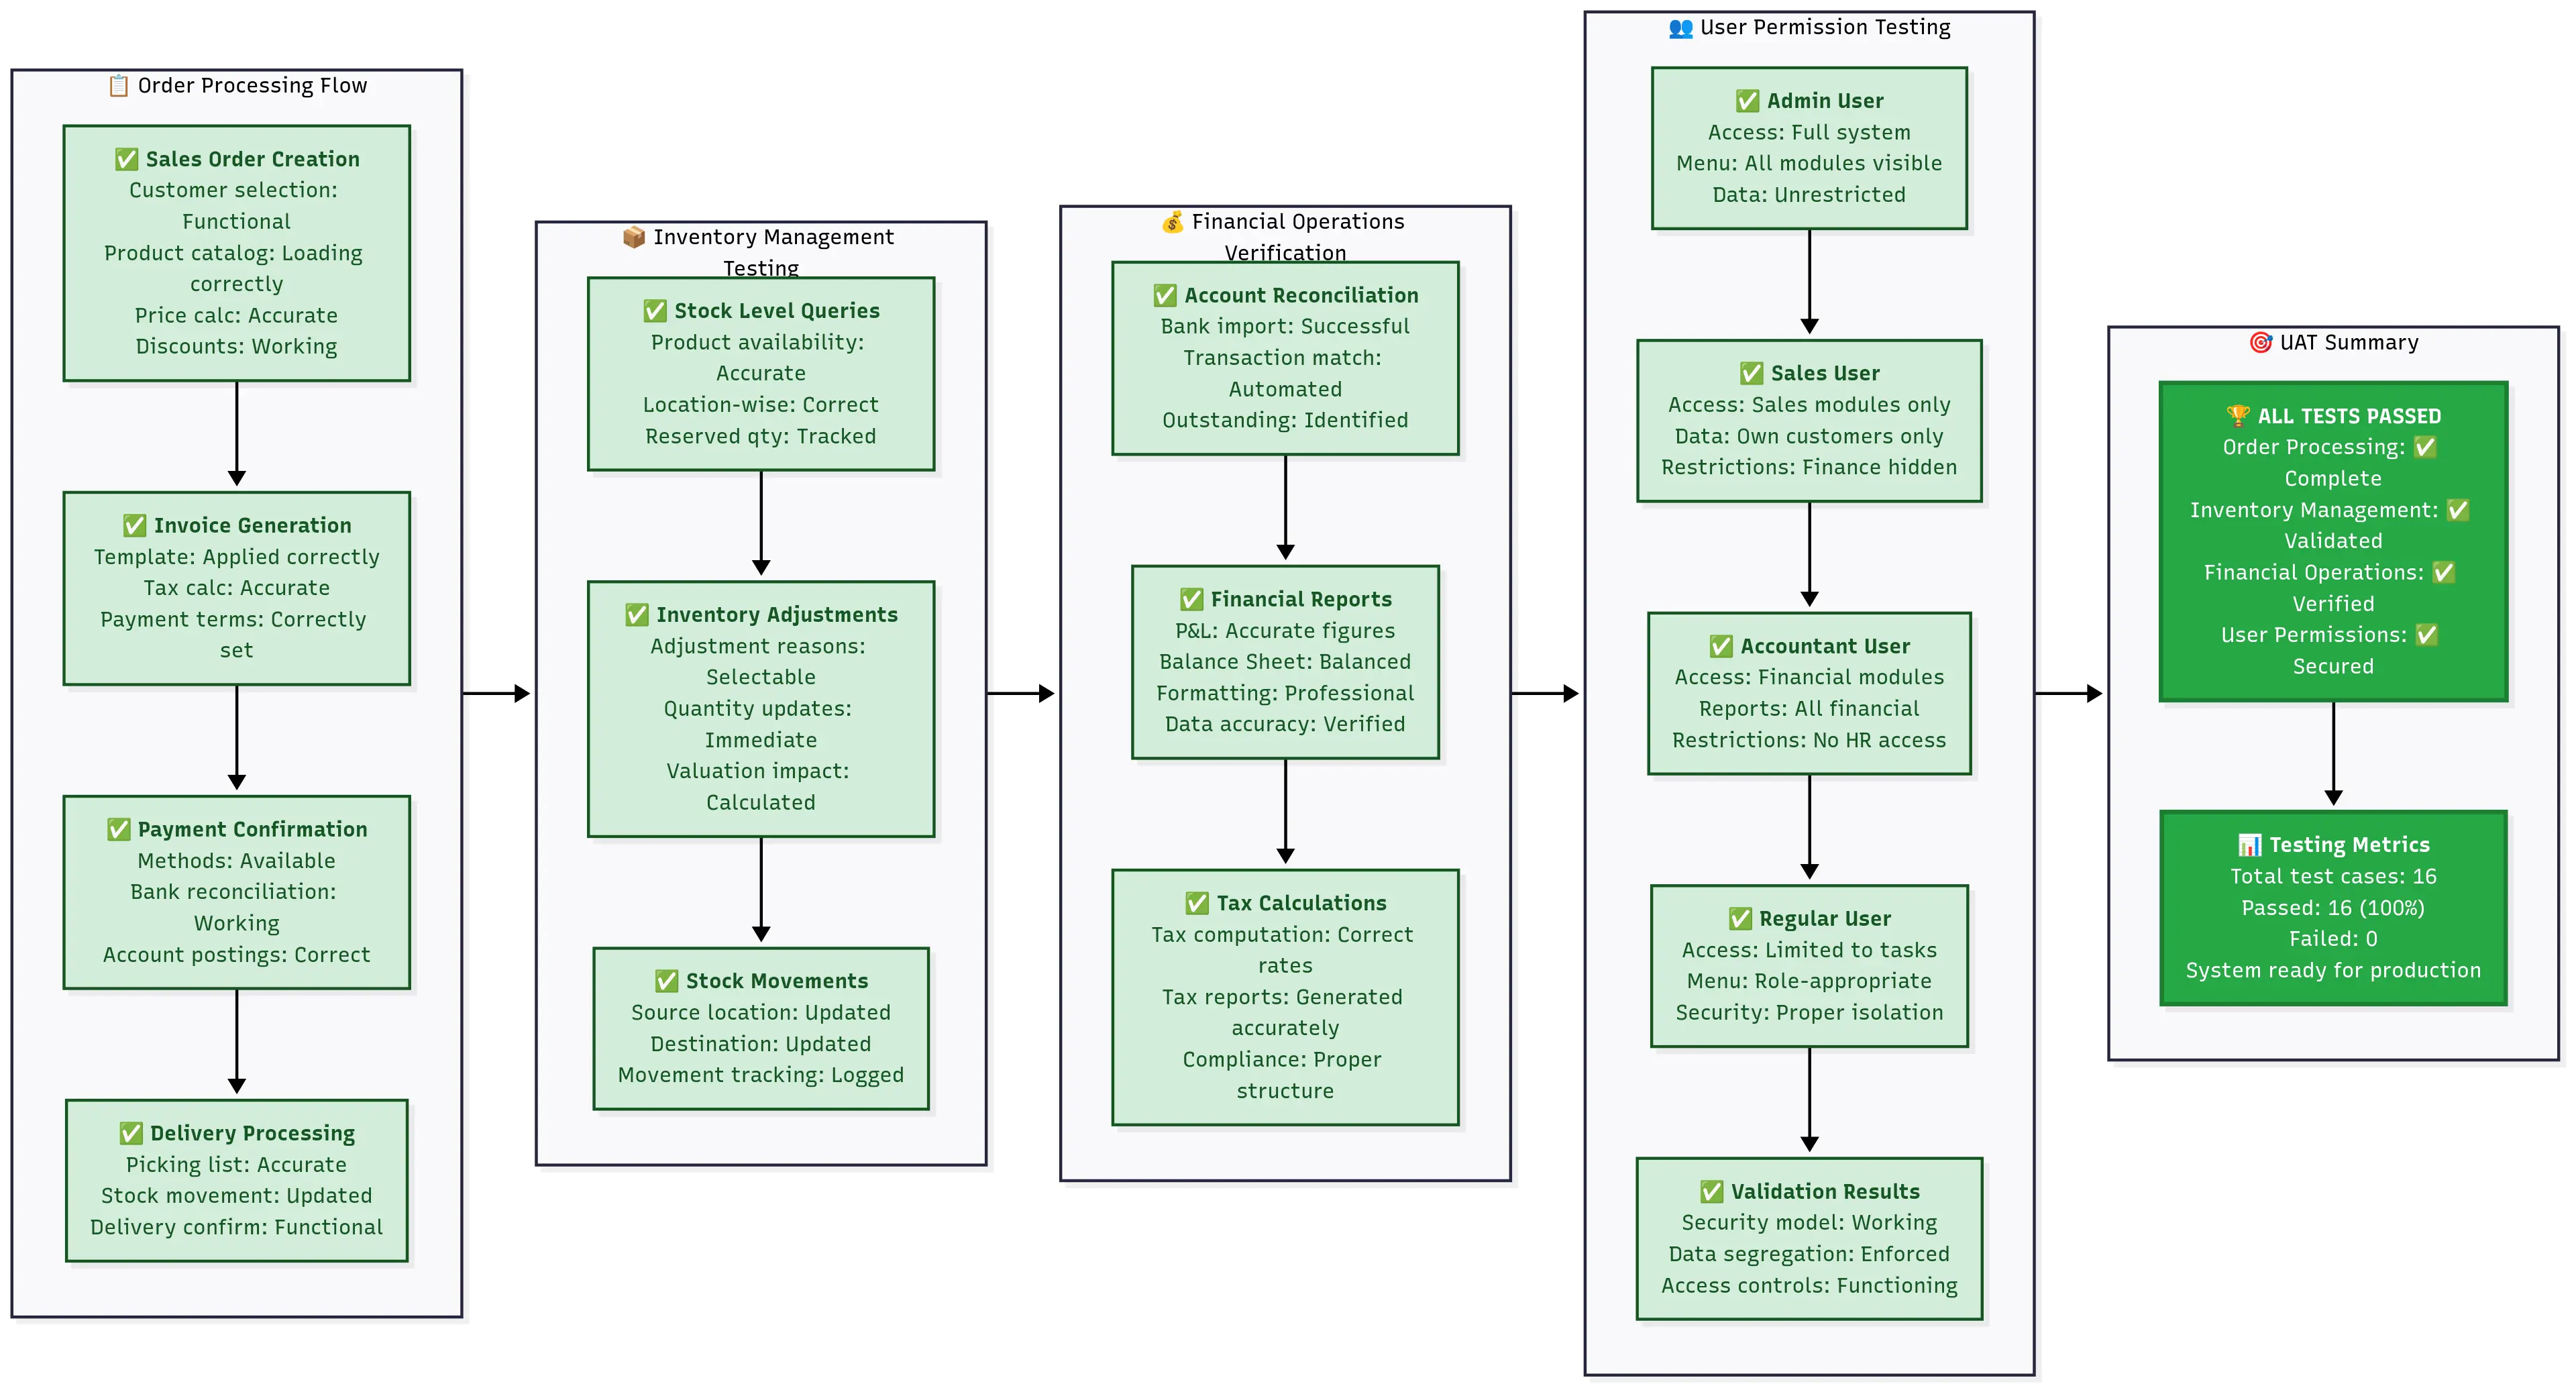 📋 Order Processing Flow
✅ Sales Order Creation
Customer selection:
Functional
Product catalog: Loading
correctly
Price calc: Accurate
Discounts: Working
✅ Invoice Generation
Template: Applied correctly
Tax calc: Accurate
Payment terms: Correctly
set
✅ Payment Confirmation
Methods: Available
Bank reconciliation:
Working
Account postings: Correct
✅ Delivery Processing
Picking list: Accurate
Stock movement: Updated
Delivery confirm: Functional
📦 Inventory Management
Testing
✅ Stock Level Queries
Product availability:
Accurate
Location-wise: Correct
Reserved qty: Tracked
✅ Inventory Adjustments
Adjustment reasons:
Selectable
Quantity updates:
Immediate
Valuation impact:
Calculated
✅ Stock Movements
Source location: Updated
Destination: Updated
Movement tracking: Logged
💰 Financial Operations
Verification
✅ Account Reconciliation
Bank import: Successful
Transaction match:
Automated
Outstanding: Identified
✅ Financial Reports
P&L: Accurate figures
Balance Sheet: Balanced
Formatting: Professional
Data accuracy: Verified
✅ Tax Calculations
Tax computation: Correct
rates
Tax reports: Generated
accurately
Compliance: Proper
structure
👥 User Permission Testing
✅ Admin User
Access: Full system
Menu: All modules visible
Data: Unrestricted
✅ Sales User
Access: Sales modules only
Data: Own customers only
Restrictions: Finance hidden
✅ Accountant User
Access: Financial modules
Reports: All financial
Restrictions: No HR access
✅ Regular User
Access: Limited to tasks
Menu: Role-appropriate
Security: Proper isolation
✅ Validation Results
Security model: Working
Data segregation: Enforced
Access controls: Functioning
🎯 UAT Summary
🏆 ALL TESTS PASSED
Order Processing: ✅
Complete
Inventory Management: ✅
Validated
Financial Operations: ✅
Verified
User Permissions: ✅
Secured
📊 Testing Metrics
Total test cases: 16
Passed: 16 (100%)
Failed: 0
System ready for production